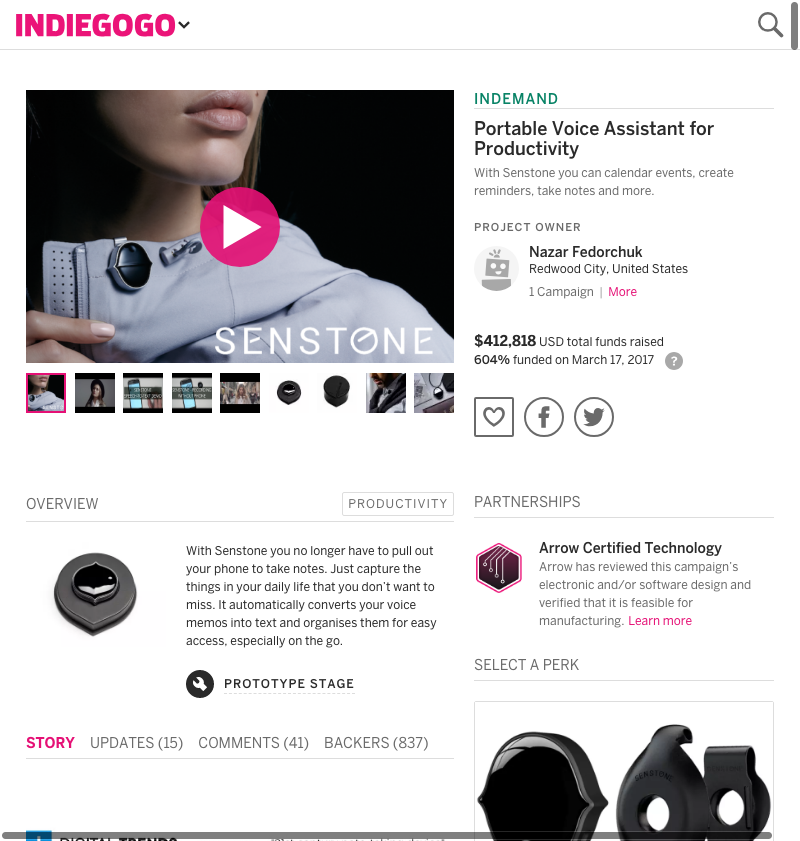 INDIEGOGO
SENSTONE
INDEMAND
Portable Voice Assistant for
Productivity
With Senstone you can calendar events, create
reminders, take notes and more.
PROJECT OWNER
Nazar Fedorchuk
Redwood City, United States
1 Campaign | More
$412,818 USD total funds raised
604% funded on March 17, 2017 ?
OVERVIEW
PRODUCTIVITY
With Senstone you no longer have to pull out
your phone to take notes. Just capture the
things in your daily life that you don't want to
miss. It automatically converts your voice
memos into text and organises them for easy
access, especially on the go.
PROTOTYPE STAGE
STORY UPDATES (15) COMMENTS (41) BACKERS (837)
PARTNERSHIPS
Arrow Certified Technology
Arrow has reviewed this campaign's
electronic and/or software design and
verified that it is feasible for
manufacturing. Learn more
SELECT A PERK
SENSTONE
DIGITAL TRENDS